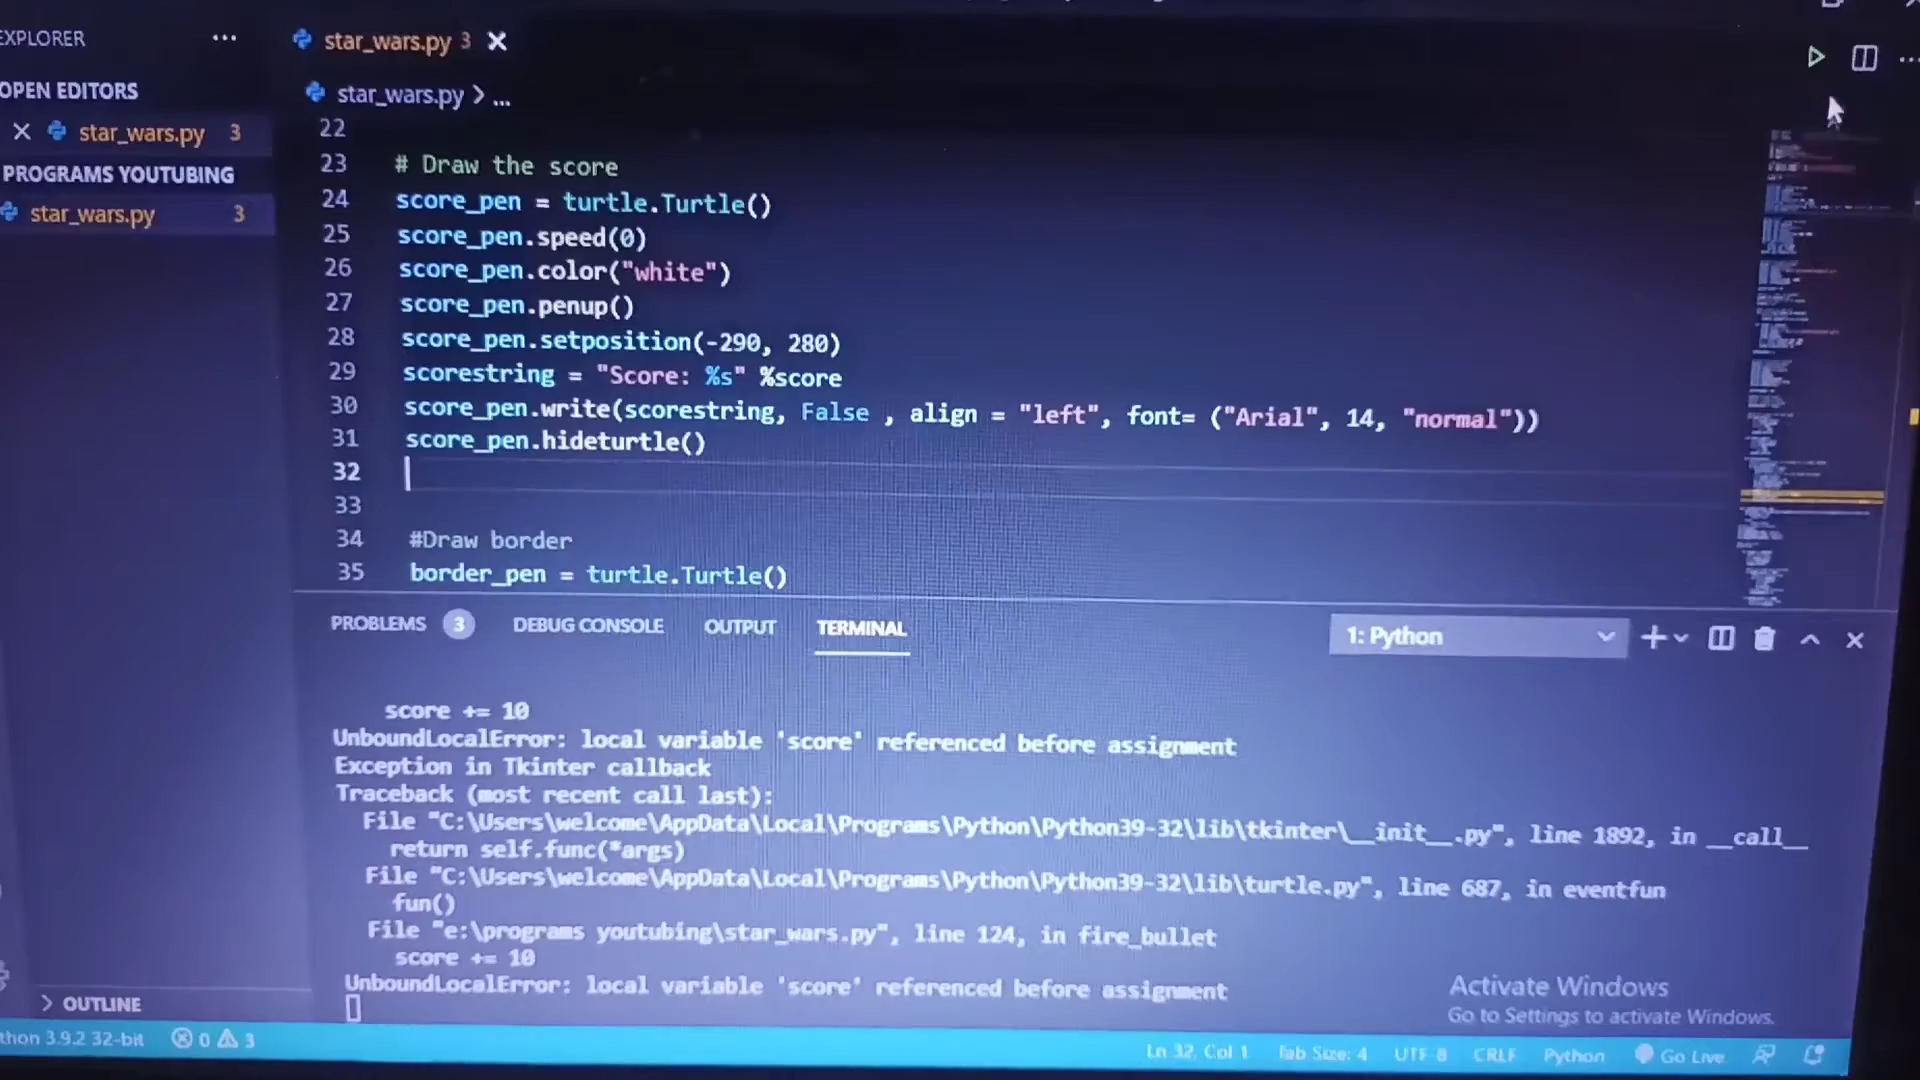 EXPLORER
...
star_wars.py 3
OPEN EDITORS
star_wars.py > ...
star_wars.py 3
PROGRAMS YOUTUBING
star_wars.py 3
22
23 # Draw the score
24 score_pen = turtle.Turtle()
25 score_pen.speed(0)
26 score_pen.color("white")
27 score_pen.penup()
28 score_pen.setposition(-290, 280)
29 scorestring = "Score: %s" %score
30 score_pen.write(scorestring, False , align = "left", font= ("Arial", 14, "normal"))
31 score_pen.hideturtle()
32
33
34 #Draw border
35 border_pen = turtle.Turtle()
PROBLEMS 3 DEBUG CONSOLE OUTPUT TERMINAL 1: Python
score += 10
UnboundLocalError: local variable 'score' referenced before assignment
Exception in Tkinter callback
Traceback (most recent call last):
File "C:\Users\welcome\AppData\Local\Programs\Python\Python39-32\lib\tkinter\__init__.py", line 1892, in __call__
return self.func(*args)
File "C:\Users\welcome\AppData\Local\Programs\Python\Python39-32\lib\turtle.py", line 687, in eventfun
fun()
File "e:\programs youtubing\star_wars.py", line 124, in fire_bullet
score += 10
UnboundLocalError: local variable 'score' referenced before assignment
Activate Windows
Go to Settings to activate Windows.
> OUTLINE
thon 3.9.2 32-bit 0 3 Ln 32, Col 1 Tab Size: 4 UTF-8 CRLF Python Go Live